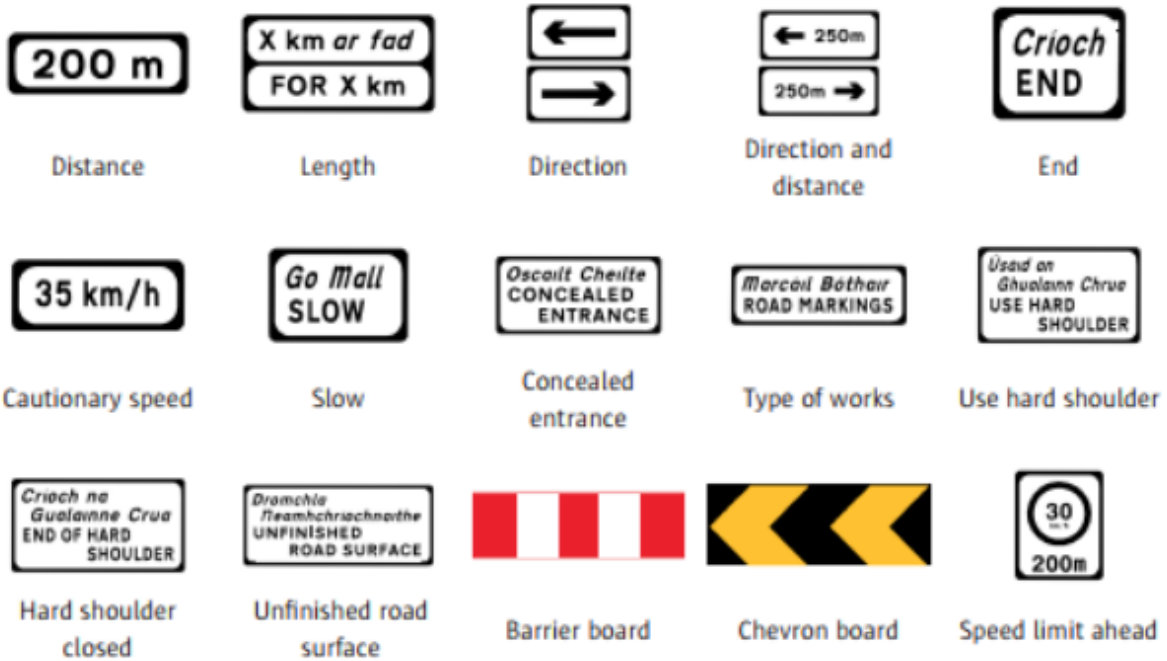 200 m
X km ar fad
FOR X km
250m
250m
Críoch
END
Distance
Length
Direction
Direction and
distance
End
35 km/h
Go Mall
SLOW
Oscailt Cheilte
CONCEALED
ENTRANCE
Marcáil Bóthair
ROAD MARKINGS
Úsáid an
Ghualainn Chrua
USE HARD
SHOULDER
Cautionary speed
Slow
Concealed
entrance
Type of works
Use hard shoulder
Críoch na
Gualainne Crua
END OF HARD
SHOULDER
Dromchla
Neamhchríochnaithe
UNFINISHED
ROAD SURFACE
30
200m
Hard shoulder
closed
Unfinished road
surface
Barrier board
Chevron board
Speed limit ahead